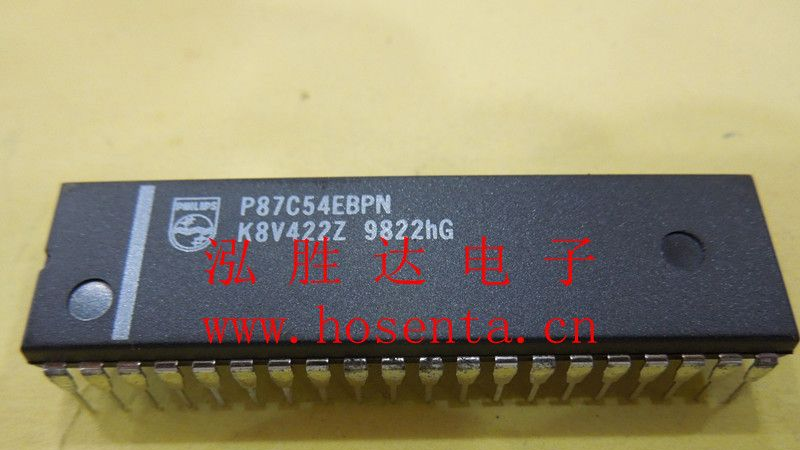 PHILIPS
P87C54EBPN
K8V422Z 9822hG
泓胜达电子
www.hosenta.cn